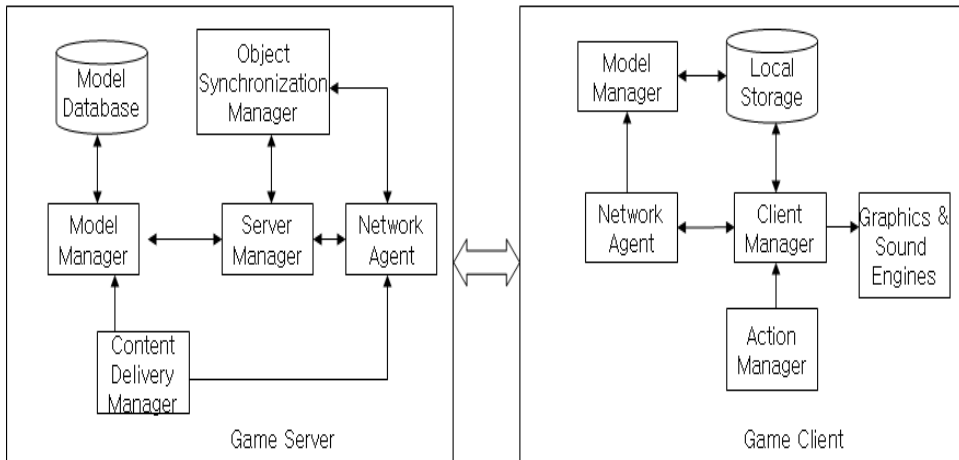 Model
Database
Object
Synchronization
Manager
Model
Manager
Server
Manager
Network
Agent
Content
Delivery
Manager
Game Server
Model
Manager
Local
Storage
Network
Agent
Client
Manager
Graphics &
Sound
Engines
Action
Manager
Game Client